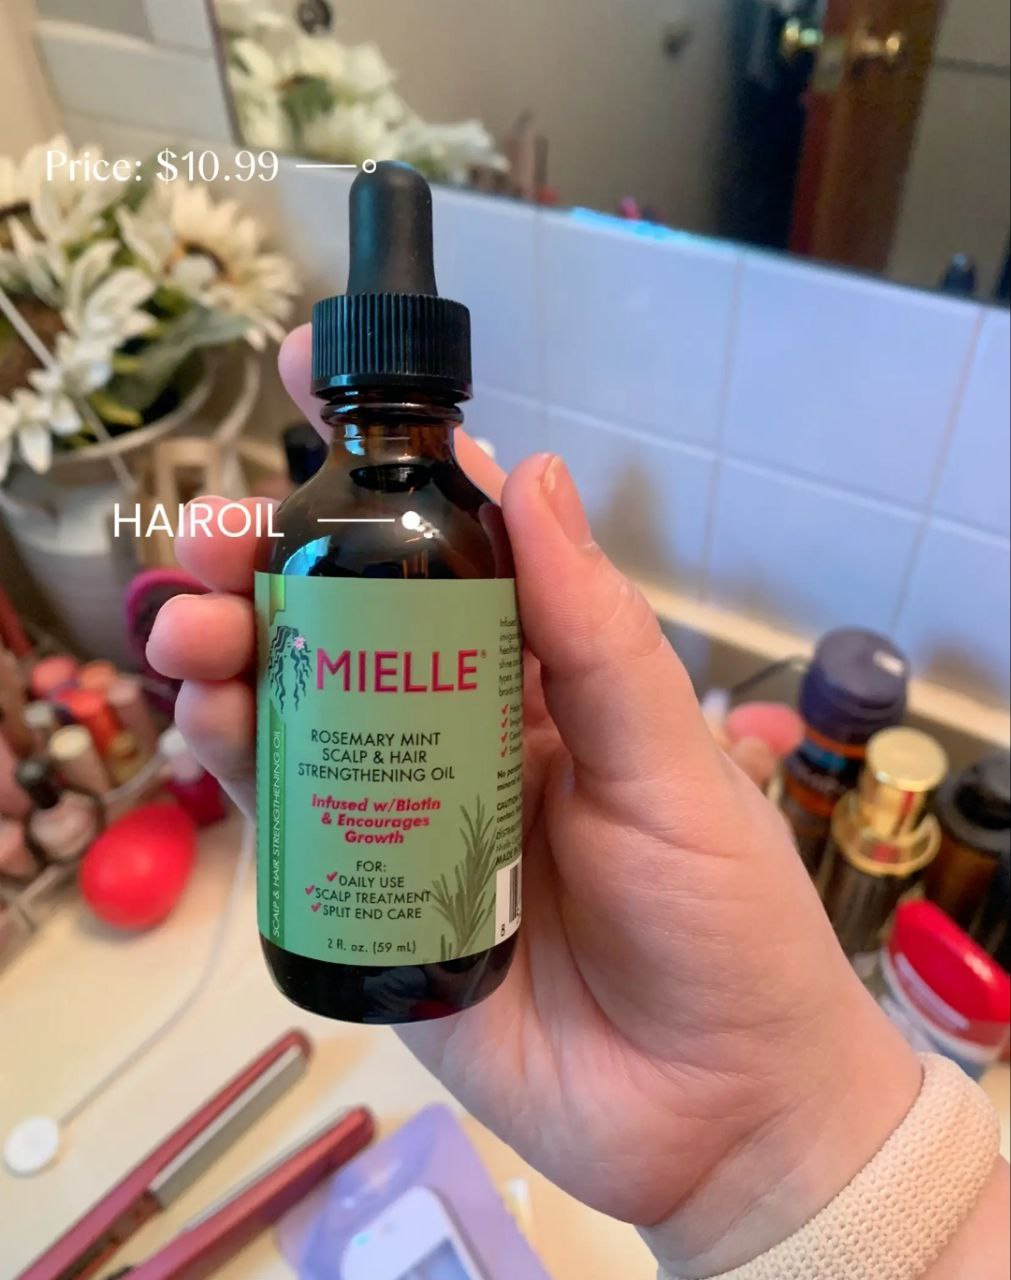 Price: $10.99
HAIROIL
MIELLE®
ROSEMARY MINT
SCALP & HAIR
STRENGTHENING OIL
Infused w/Biotin
& Encourages
Growth
FOR:
DAILY USE
SCALP TREATMENT
SPLIT END CARE
2 fl. oz. (59 mL)
SCALP & HAIR STRENGTHENING OIL
8